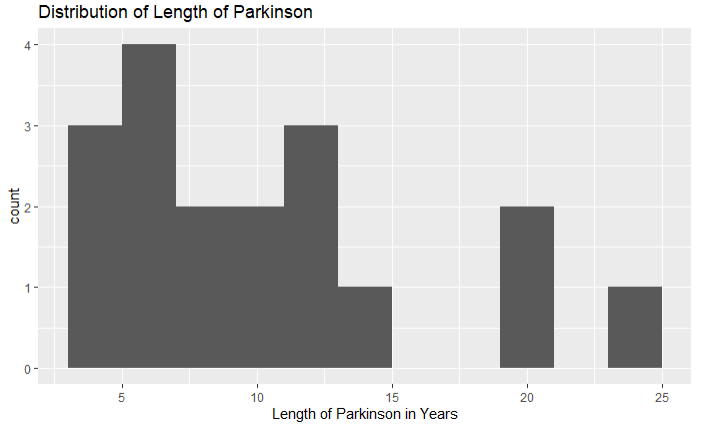 Distribution of Length of Parkinson
4
3
2
1
0
count
5 10 15 20 25
Length of Parkinson in Years